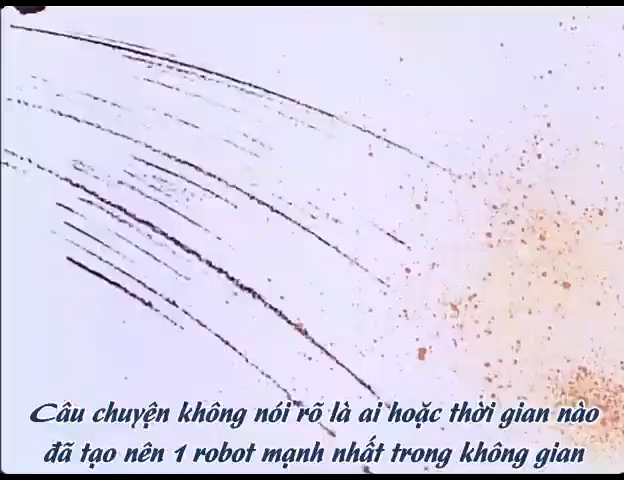 Câu chuyện không nói rõ là ai hoặc thời gian nào
đã tạo nên 1 robot mạnh nhất trong không gian